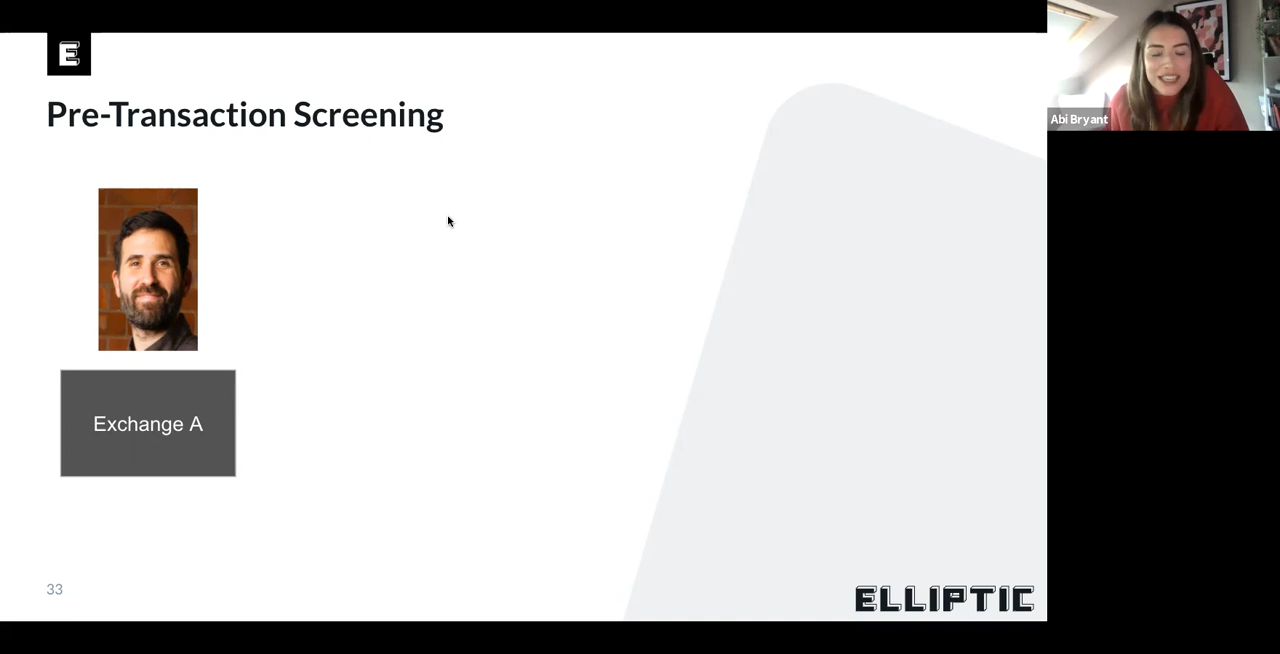 E
Pre-Transaction Screening
Abi Bryant
Exchange A
33
ELLIPTIC